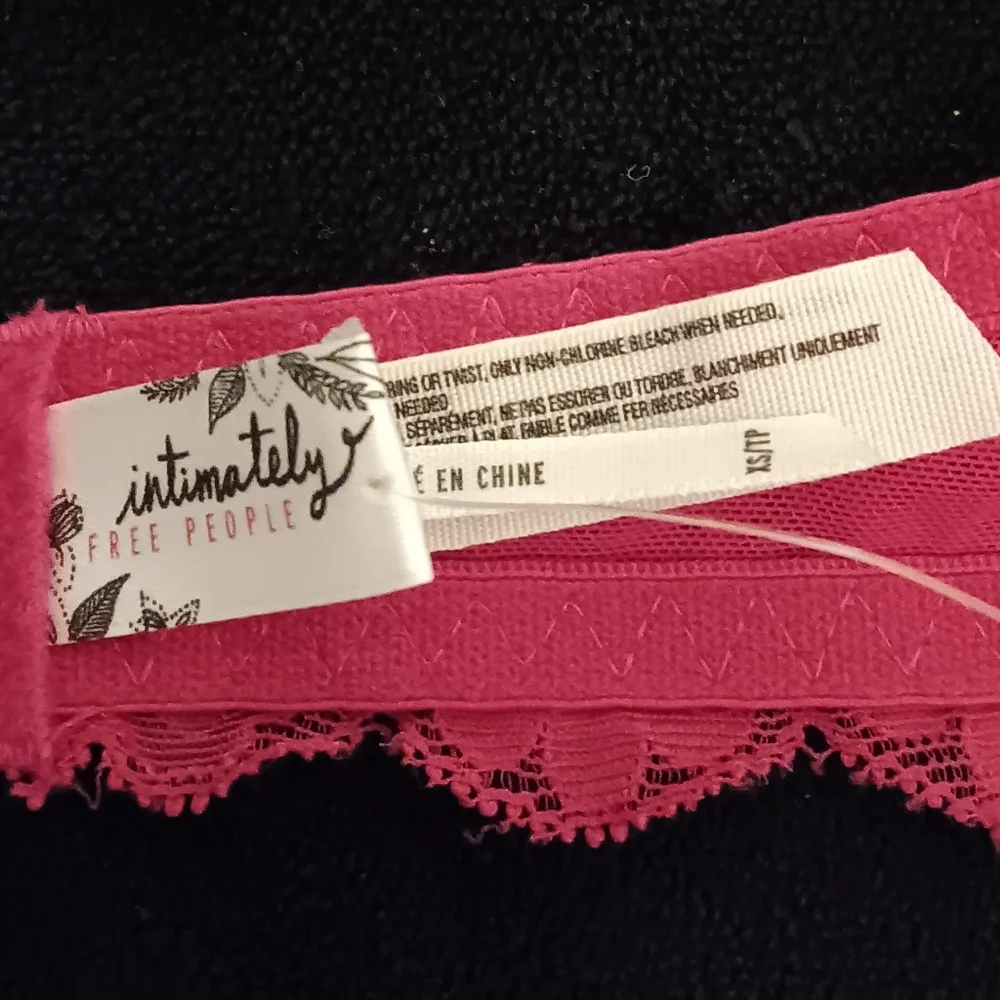 intimately
FREE PEOPLE
RING OR TWIST, ONLY NON-CHLORINE BLEACH WHEN NEEDED,
NEEDED
SÉPARÉMENT, NE PAS ESSORER OU TORDRE, BLANCHIMENT UNIQUEMENT
À PLAT, FAIBLE COMME FER NÉCESSAIRES
É EN CHINE
XS/TP